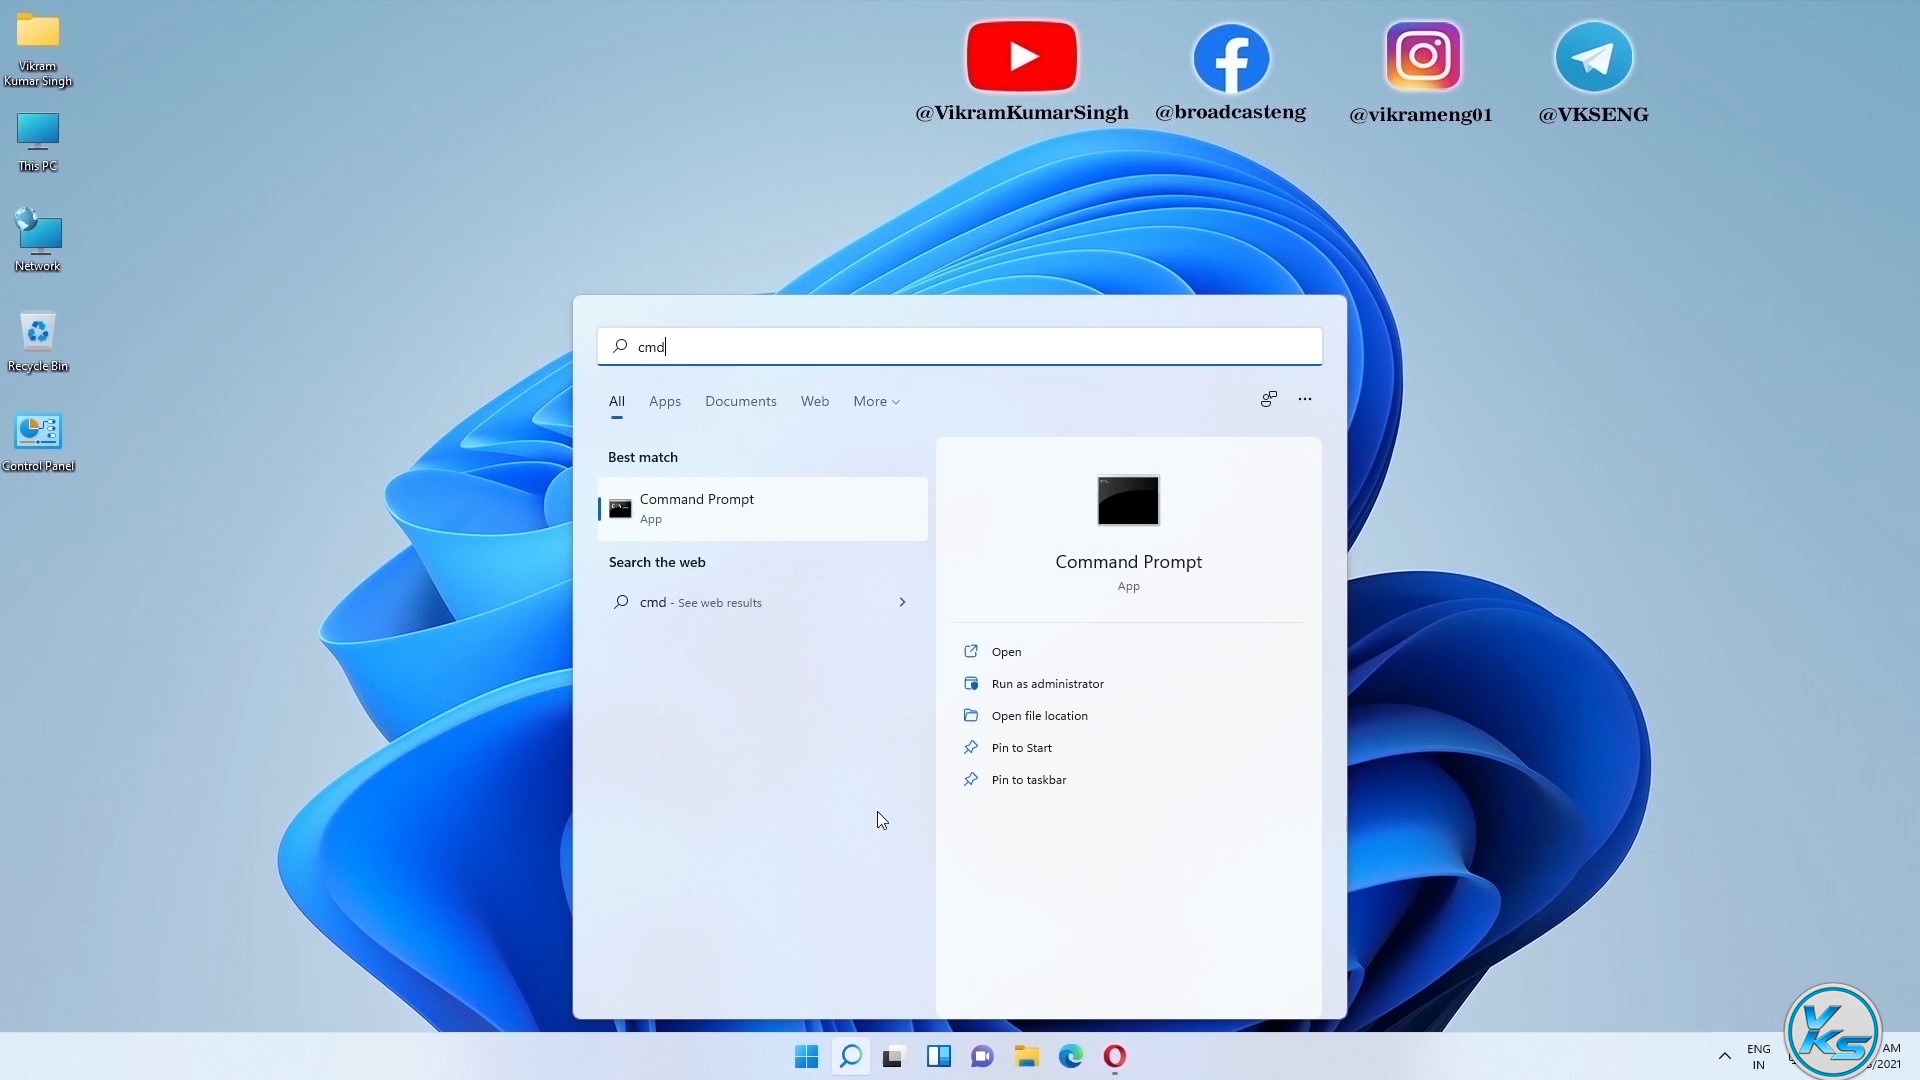 Vikram
Kumar Singh
This PC
Network
Recycle Bin
Control Panel
@VikramKumarSingh
@broadcasteng
@vikrameng01
@VKSENG
cmd
All
Apps
Documents
Web
More
Best match
Command Prompt
App
Search the web
cmd - See web results
Command Prompt
App
Open
Run as administrator
Open file location
Pin to Start
Pin to taskbar
ENG
IN
AM
/2021
VKS